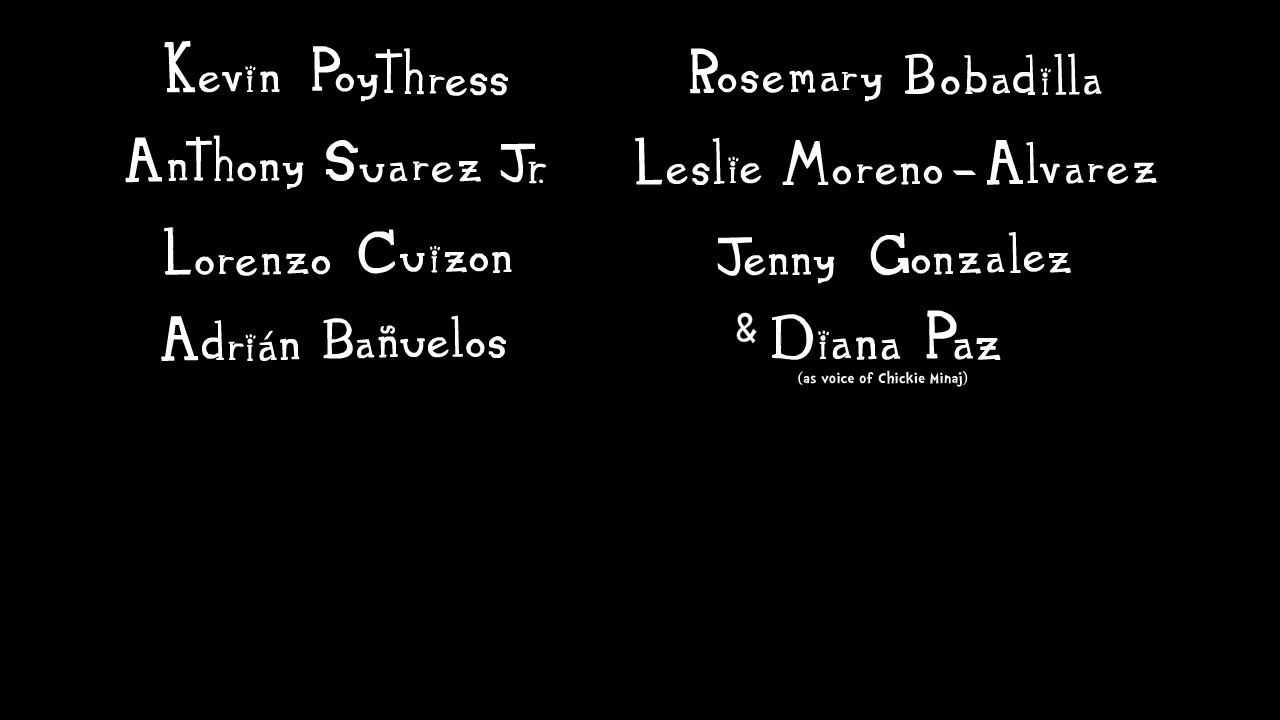 Kevin Poythress
Rosemary Bobadilla
Anthony Suarez Jr.
Leslie Moreno-Alvarez
Lorenzo Cuizon
Jenny Gonzalez
Adrián Bañuelos
& Diana Paz
(as voice of Chickie Minaj)